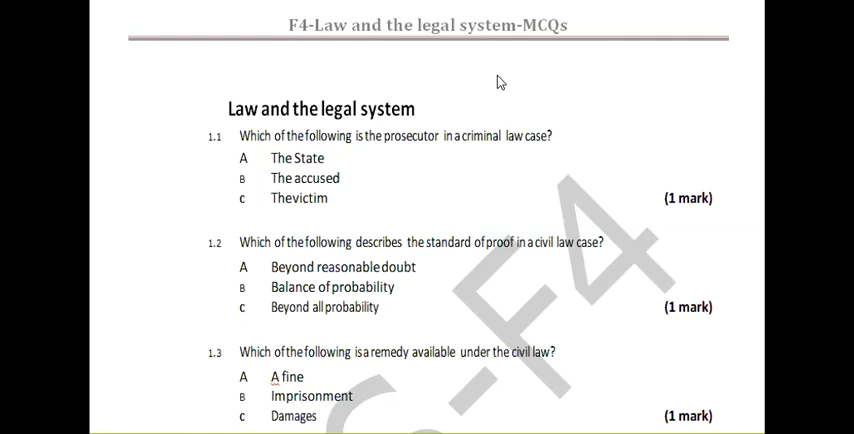 F4-Law and the legal system-MCQs
Law and the legal system
1.1 Which of the following is the prosecutor in a criminal law case?
A The State
B The accused
C The victim (1 mark)
1.2 Which of the following describes the standard of proof in a civil law case?
A Beyond reasonable doubt
B Balance of probability
C Beyond all probability (1 mark)
1.3 Which of the following is a remedy available under the civil law?
A A fine
B Imprisonment
C Damages (1 mark)
S-F4